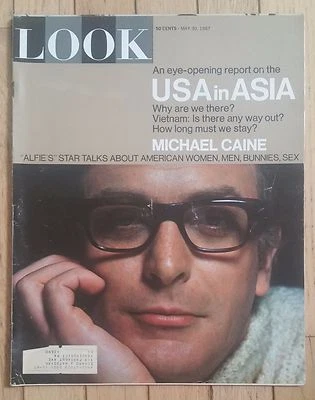 LOOK
50 CENTS · MAY 30, 1967
An eye-opening report on the
USA in ASIA
Why are we there?
Vietnam: Is there any way out?
How long must we stay?
MICHAEL CAINE
"ALFIE'S" STAR TALKS ABOUT AMERICAN WOMEN, MEN, BUNNIES, SEX